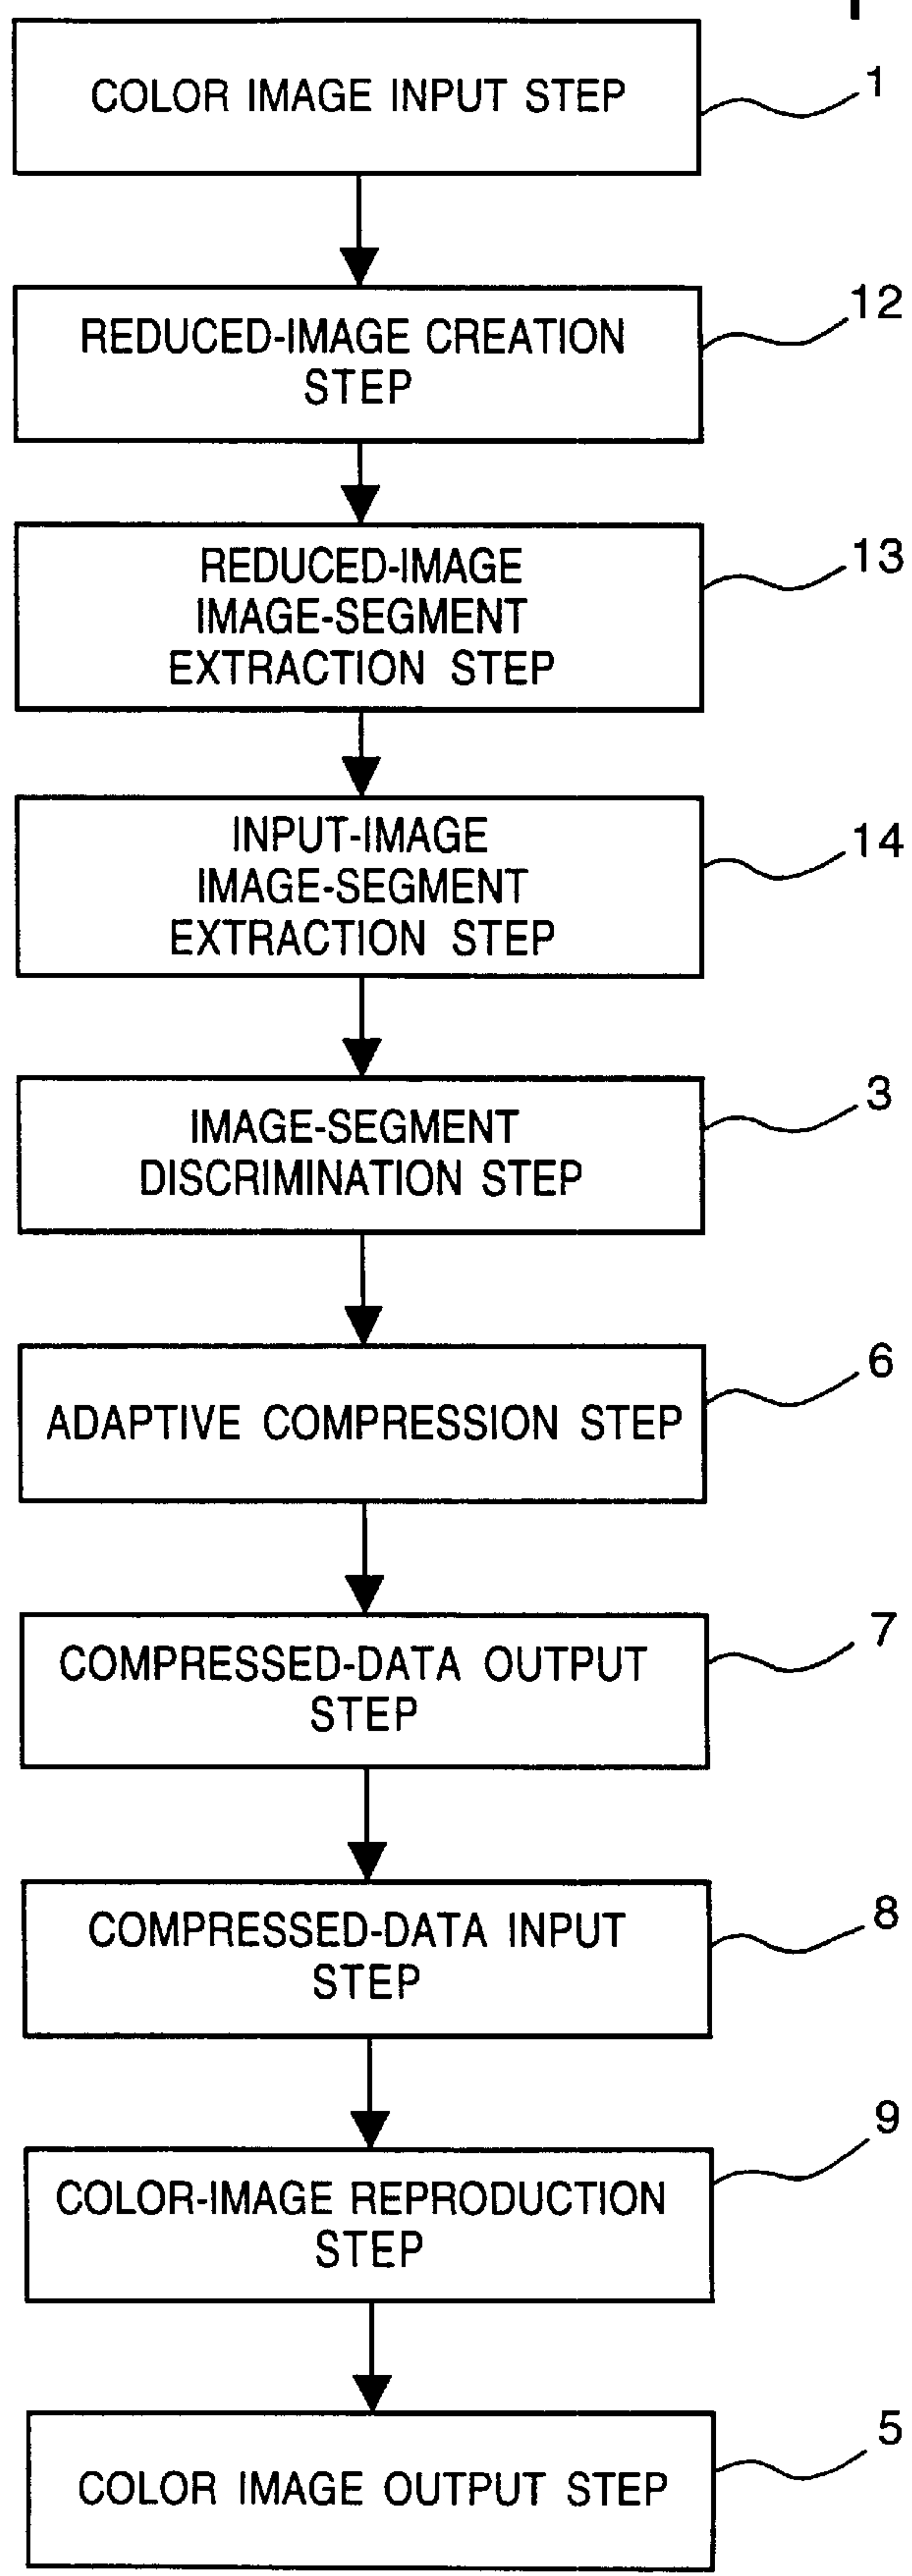 COLOR IMAGE INPUT STEP
1
REDUCED-IMAGE CREATION
STEP
12
REDUCED-IMAGE
IMAGE-SEGMENT
EXTRACTION STEP
13
INPUT-IMAGE
IMAGE-SEGMENT
EXTRACTION STEP
14
IMAGE-SEGMENT
DISCRIMINATION STEP
3
ADAPTIVE COMPRESSION STEP
6
COMPRESSED-DATA OUTPUT
STEP
7
COMPRESSED-DATA INPUT
STEP
8
COLOR-IMAGE REPRODUCTION
STEP
9
COLOR IMAGE OUTPUT STEP
5